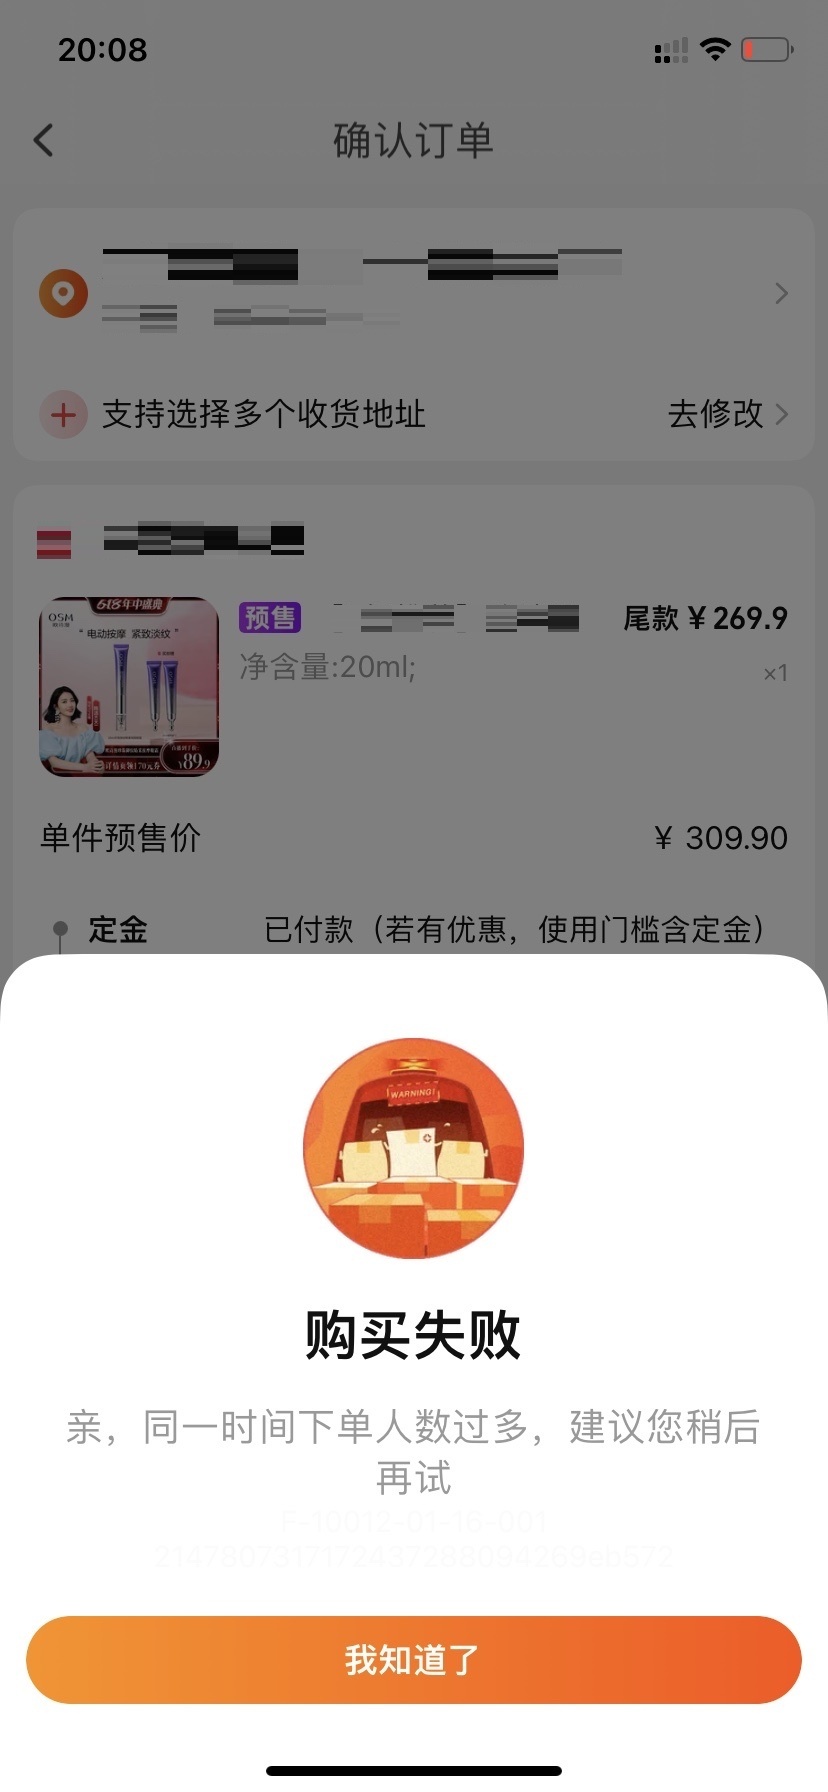 20:08
确认订单
支持选择多个收货地址
去修改
618年中盛典
OSM
“电动按摩 紧致淡纹”
¥89.9
预售
尾款 ¥269.9
净含量:20ml;
×1
单件预售价
¥ 309.90
定金
已付款（若有优惠，使用门槛含定金）
WARNING!
购买失败
亲，同一时间下单人数过多，建议您稍后
再试
F-10012-01-16-001
我知道了